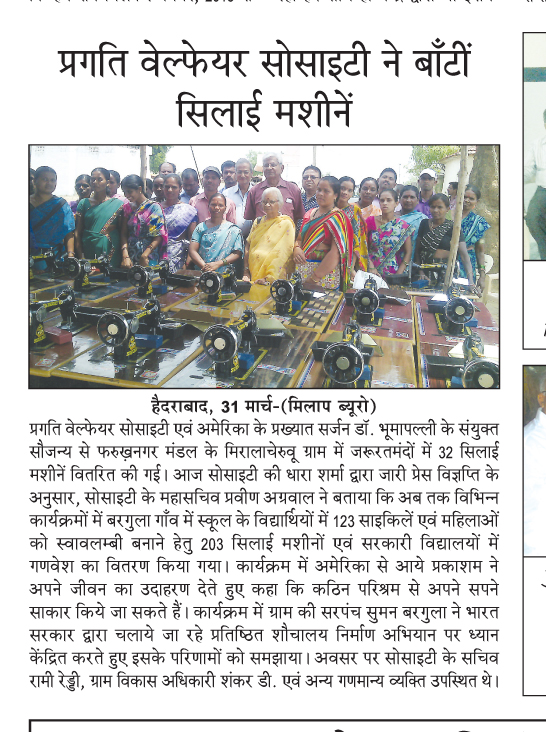 प्रगति वेल्फेयर सोसाइटी ने बाँटीं
सिलाई मशीनें
हैदराबाद, 31 मार्च-(मिलाप ब्यूरो)
प्रगति वेल्फेयर सोसाइटी एवं अमेरिका के प्रख्यात सर्जन डॉ. भूमापल्ली के संयुक्त
सौजन्य से फरुखनगर मंडल के मिरालाचेरुवू ग्राम में जरूरतमंदों में 32 सिलाई
मशीनें वितरित की गई। आज सोसाइटी की धारा शर्मा द्वारा जारी प्रेस विज्ञप्ति के
अनुसार, सोसाइटी के महासचिव प्रवीण अग्रवाल ने बताया कि अब तक विभिन्न
कार्यक्रमों में बरगुला गाँव में स्कूल के विद्यार्थियों में 123 साइकिलें एवं महिलाओं
को स्वावलम्बी बनाने हेतु 203 सिलाई मशीनों एवं सरकारी विद्यालयों में
गणवेश का वितरण किया गया। कार्यक्रम में अमेरिका से आये प्रकाशम ने
अपने जीवन का उदाहरण देते हुए कहा कि कठिन परिश्रम से अपने सपने
साकार किये जा सकते हैं। कार्यक्रम में ग्राम की सरपंच सुमन बरगुला ने भारत
सरकार द्वारा चलाये जा रहे प्रतिष्ठित शौचालय निर्माण अभियान पर ध्यान
केंद्रित करते हुए इसके परिणामों को समझाया। अवसर पर सोसाइटी के सचिव
रामी रेड्डी, ग्राम विकास अधिकारी शंकर डी. एवं अन्य गणमान्य व्यक्ति उपस्थित थे।